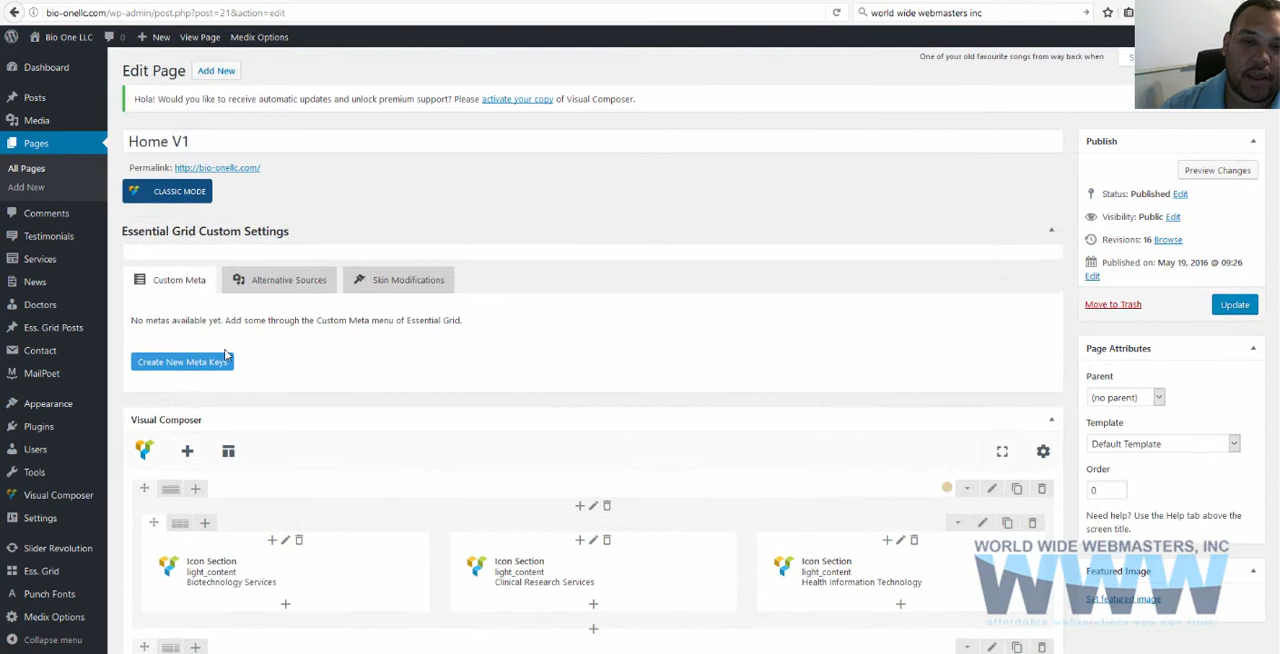 bio-onellc.com/wp-admin/post.php?post=21&action=edit
world wide webmasters inc
Bio One LLC
0
New
View Page
Medix Options
One of your old favourite songs from way back when
Dashboard
Posts
Media
Pages
All Pages
Add New
Comments
Testimonials
Services
News
Doctors
Ess. Grid Posts
Contact
MailPoet
Appearance
Plugins
Users
Tools
Visual Composer
Settings
Slider Revolution
Ess. Grid
Punch Fonts
Medix Options
Collapse menu
Edit Page
Add New
Hola! Would you like to receive automatic updates and unlock premium support? Please activate your copy of Visual Composer.
Home V1
Permalink: http://bio-onellc.com/
CLASSIC MODE
Essential Grid Custom Settings
Custom Meta
Alternative Sources
Skin Modifications
No metas available yet. Add some through the Custom Meta menu of Essential Grid.
Create New Meta Keys
Visual Composer
Icon Section
light_content
Biotechnology Services
Icon Section
light_content
Clinical Research Services
Icon Section
light_content
Health Information Technology
Publish
Preview Changes
Status: Published Edit
Visibility: Public Edit
Revisions: 16 Browse
Published on: May 19, 2016 @ 09:26
Edit
Move to Trash
Update
Page Attributes
Parent
(no parent)
Template
Default Template
Order
0
Need help? Use the Help tab above the
screen title.
Featured Image
Set featured image
WORLD WIDE WEBMASTERS, INC
WWW
affordable websolutions you can trust!